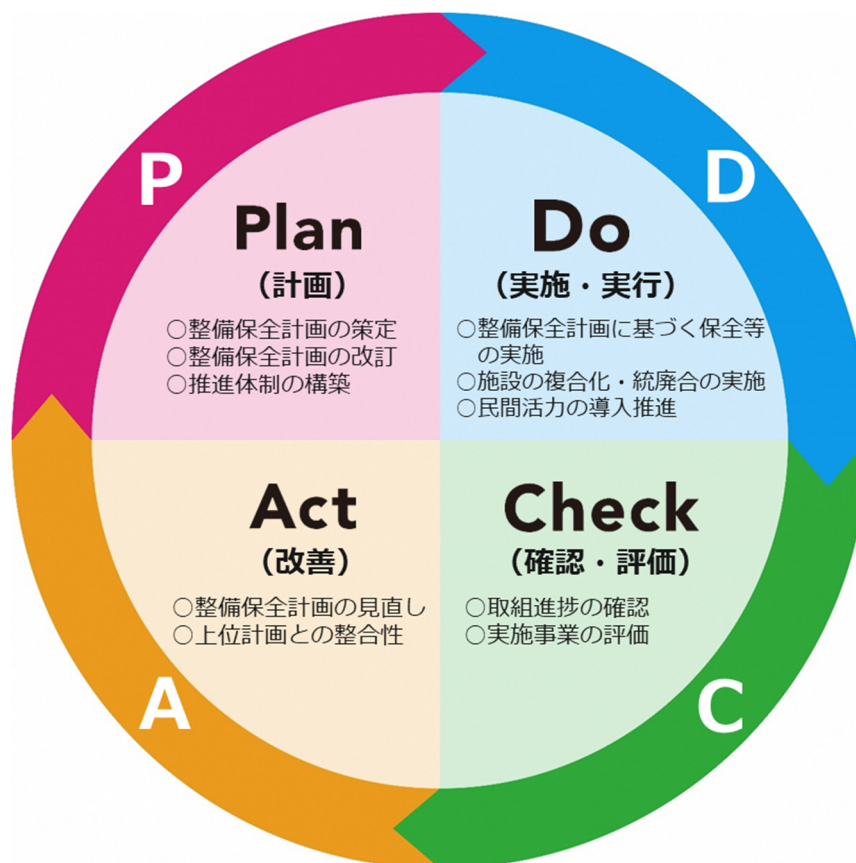 P
Plan
（計画）
○整備保全計画の策定
○整備保全計画の改訂
○推進体制の構築
D
Do
（実施・実行）
○整備保全計画に基づく保全等
の実施
○施設の複合化・統廃合の実施
○民間活力の導入推進
Act
（改善）
○整備保全計画の見直し
○上位計画との整合性
A
Check
（確認・評価）
○取組進捗の確認
○実施事業の評価
C